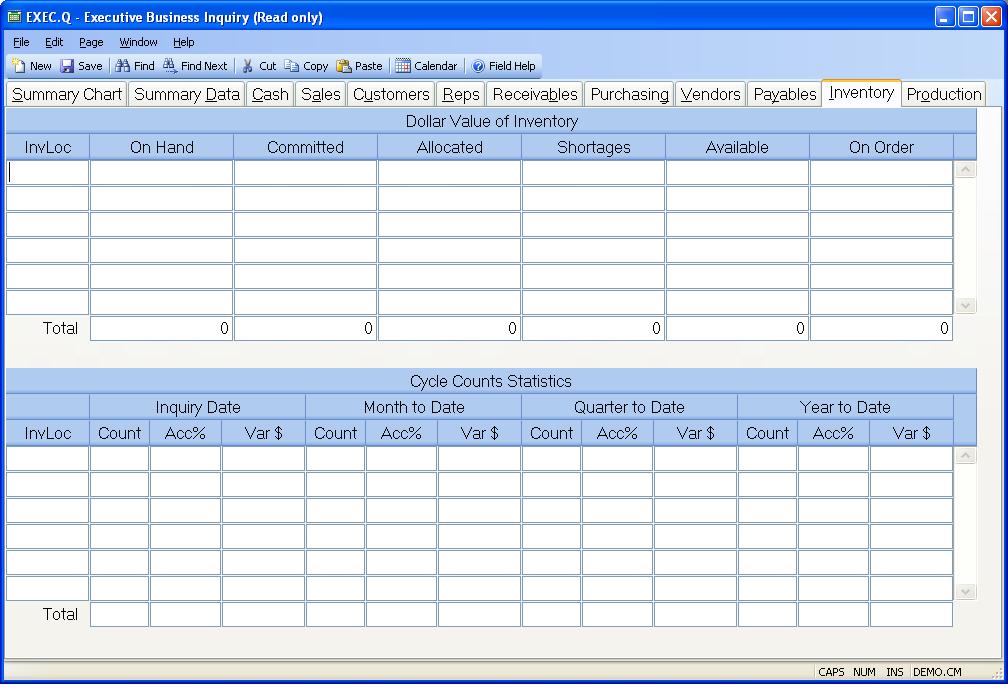 EXEC.Q - Executive Business Inquiry (Read only)
File Edit Page Window Help
New Save Find Find Next Cut Copy Paste Calendar Field Help
Summary Chart Summary Data Cash Sales Customers Reps Receivables Purchasing Vendors Payables Inventory Production
Dollar Value of Inventory
InvLoc On Hand Committed Allocated Shortages Available On Order
Total 0 0 0 0 0 0
Cycle Counts Statistics
Inquiry Date Month to Date Quarter to Date Year to Date
InvLoc Count Acc% Var $ Count Acc% Var $ Count Acc% Var $ Count Acc% Var $
Total
CAPS NUM INS DEMO.CM